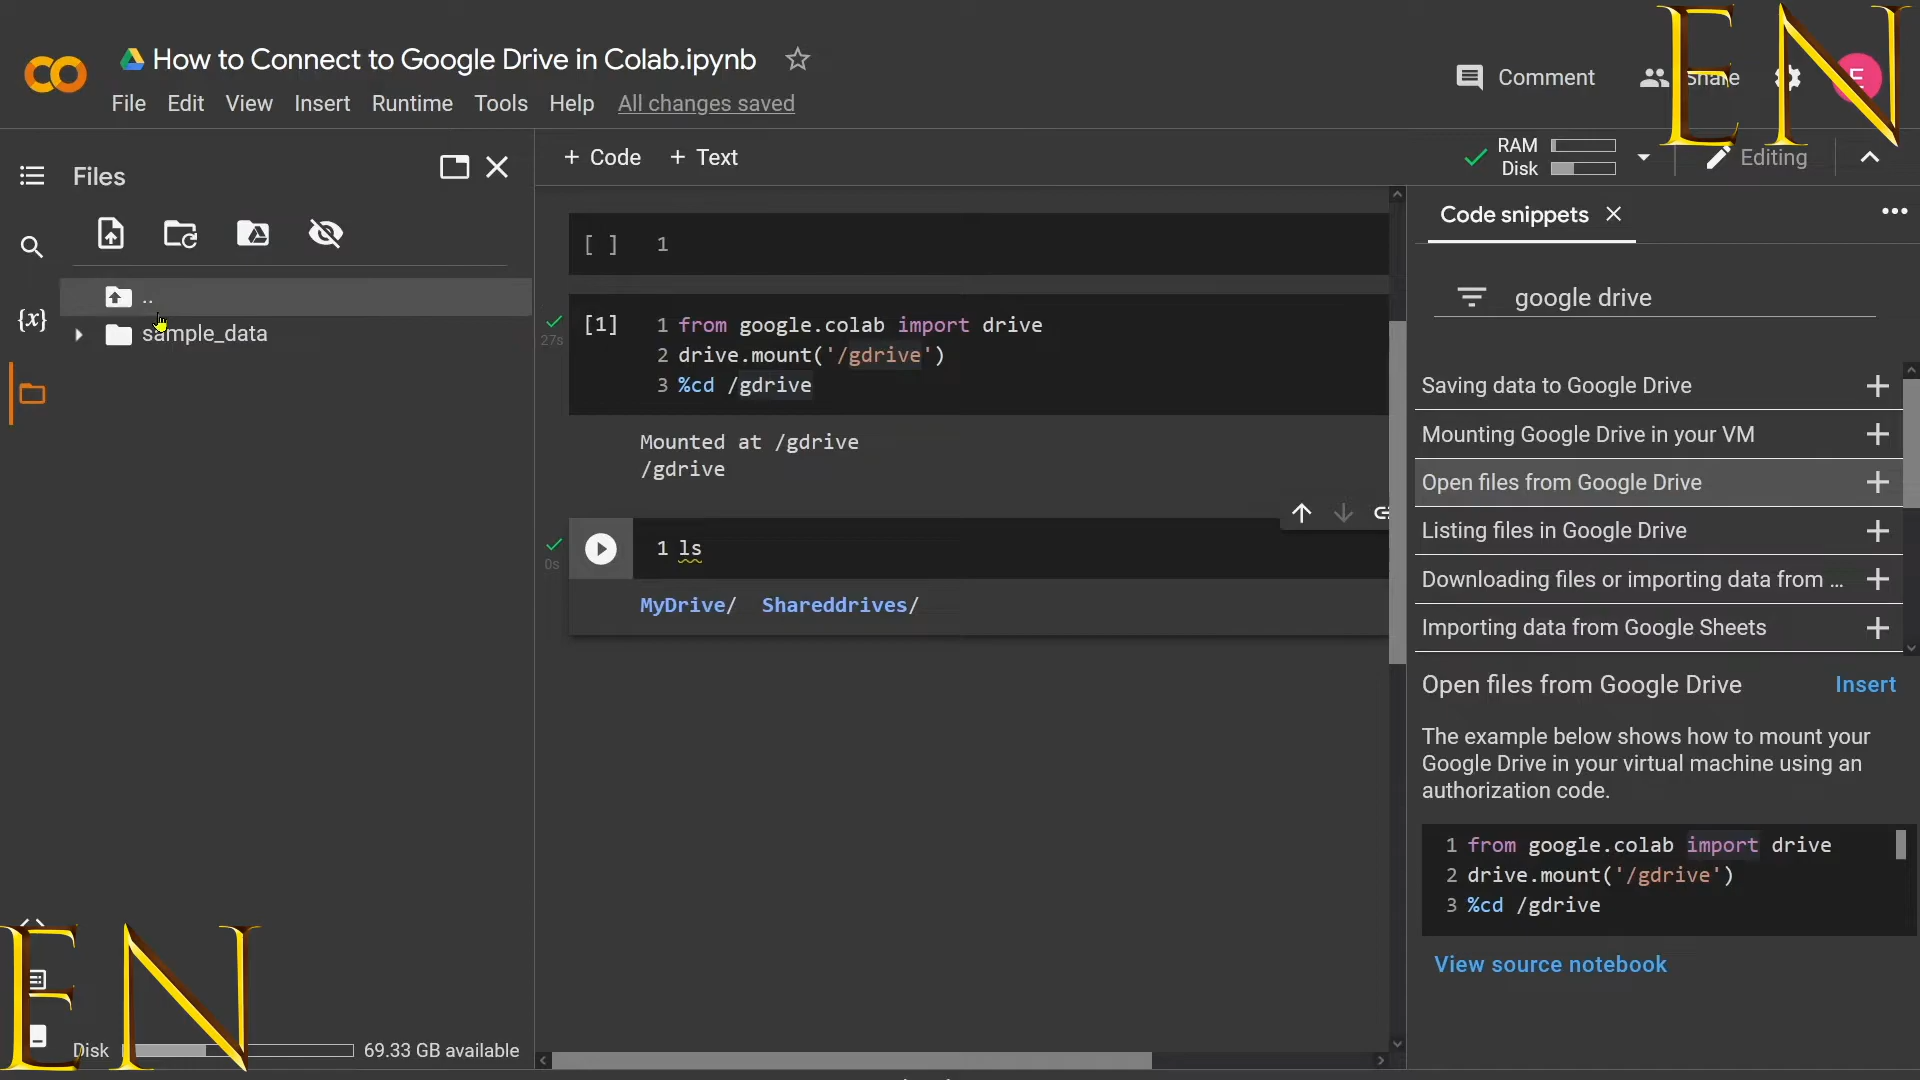 How to Connect to Google Drive in Colab.ipynb
File Edit View Insert Runtime Tools Help All changes saved
Comment
Share
E
EN
Files
+ Code + Text
RAM
Disk
Editing
..
sample_data
{x}
[ ] 1
[1] 1 from google.colab import drive
27s
2 drive.mount('/gdrive')
3 %cd /gdrive
Mounted at /gdrive
/gdrive
1 ls
0s
MyDrive/ Shareddrives/
Code snippets
google drive
Saving data to Google Drive
Mounting Google Drive in your VM
Open files from Google Drive
Listing files in Google Drive
Downloading files or importing data from ...
Importing data from Google Sheets
Open files from Google Drive Insert
The example below shows how to mount your
Google Drive in your virtual machine using an
authorization code.
1 from google.colab import drive
2 drive.mount('/gdrive')
3 %cd /gdrive
View source notebook
EN
Disk 69.33 GB available